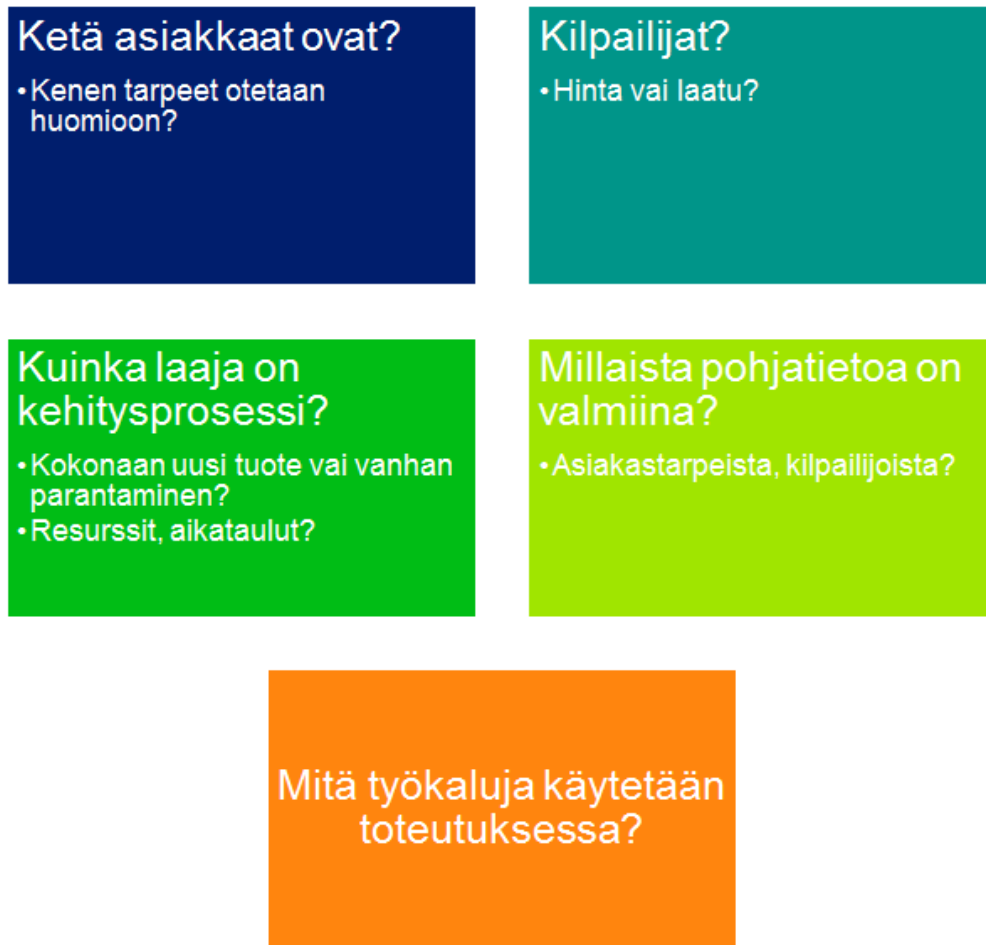 Ketä asiakkaat ovat?
•Kenen tarpeet otetaan
huomioon?
Kilpailijat?
•Hinta vai laatu?
Kuinka laaja on
kehitysprosessi?
•Kokonaan uusi tuote vai vanhan
parantaminen?
•Resurssit, aikataulut?
Millaista pohjatietoa on
valmiina?
•Asiakastarpeista, kilpailijoista?
Mitä työkaluja käytetään
toteutuksessa?